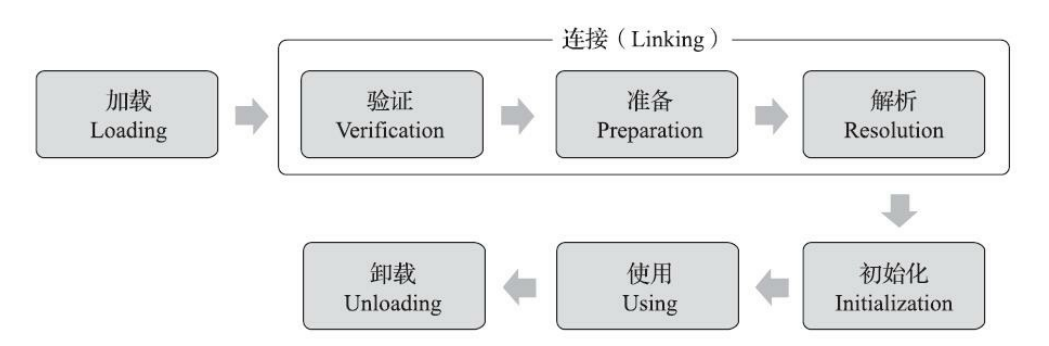 连接（Linking）
加载
Loading
验证
Verification
准备
Preparation
解析
Resolution
初始化
Initialization
使用
Using
卸载
Unloading